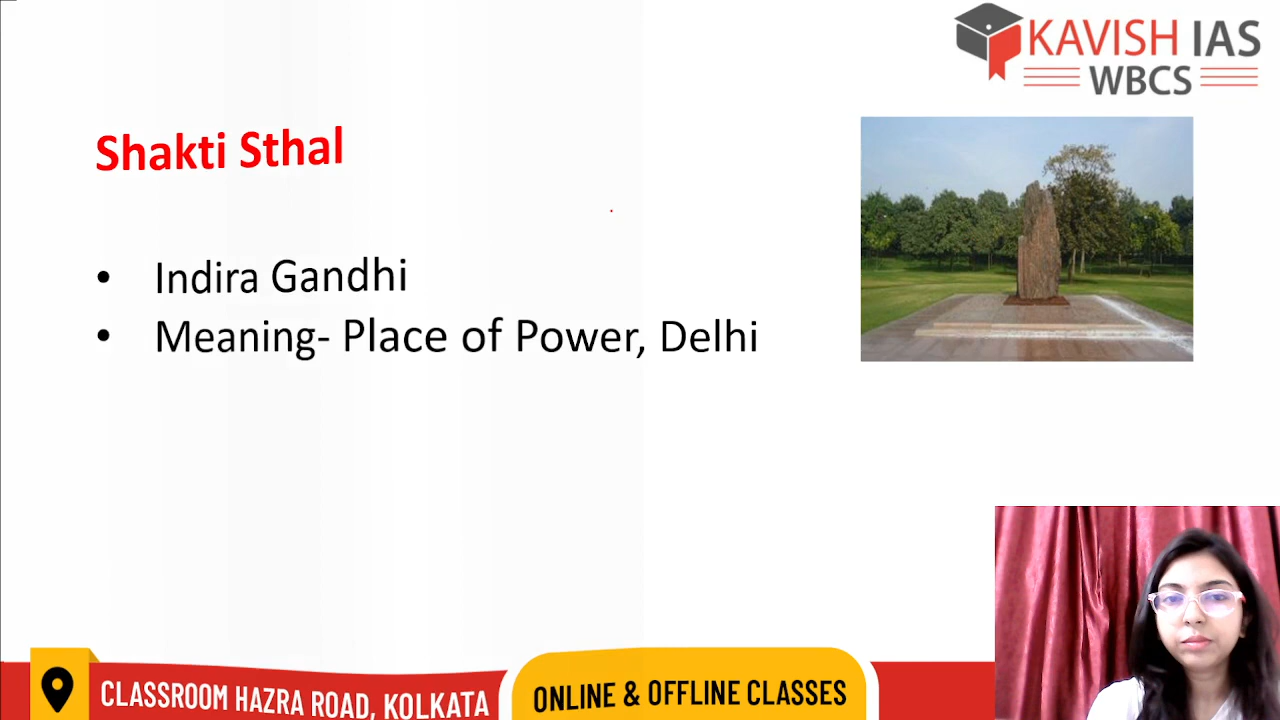 KAVISH IAS
WBCS
Shakti Sthal
• Indira Gandhi
• Meaning- Place of Power, Delhi
CLASSROOM HAZRA ROAD, KOLKATA
ONLINE & OFFLINE CLASSES